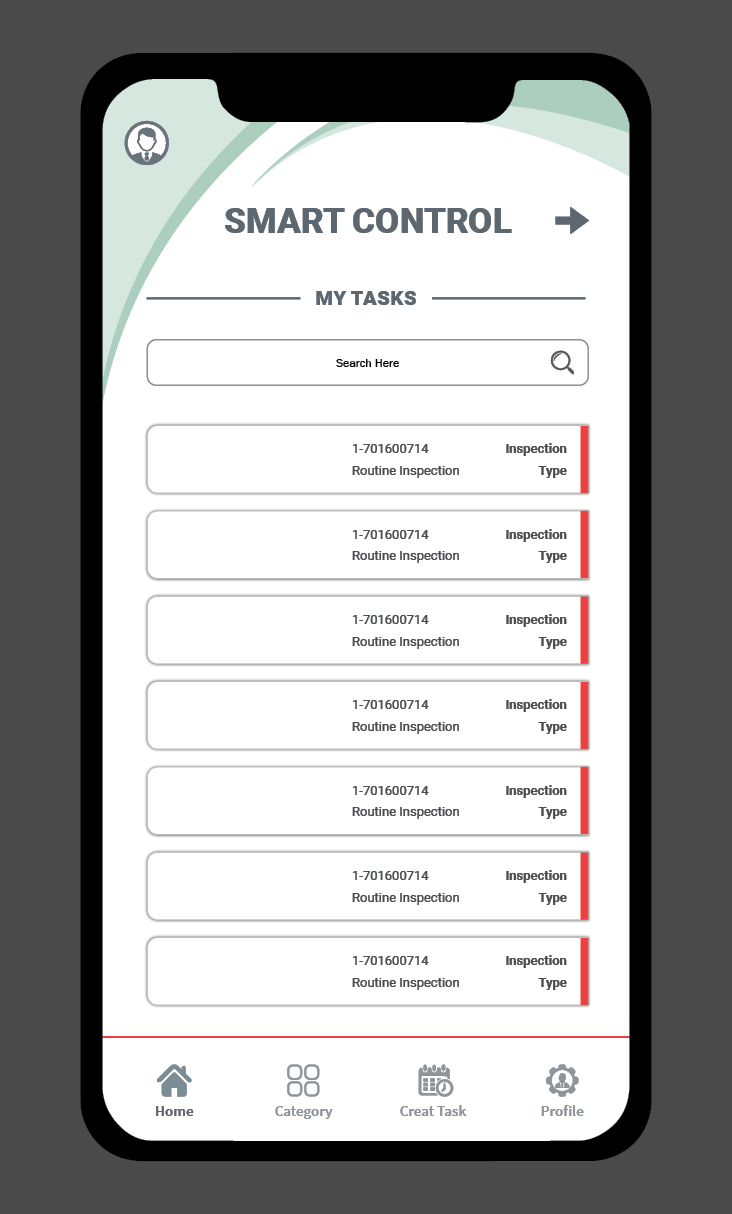 SMART CONTROL
MY TASKS
Search Here
1-701600714 Inspection
Routine Inspection Type
1-701600714 Inspection
Routine Inspection Type
1-701600714 Inspection
Routine Inspection Type
1-701600714 Inspection
Routine Inspection Type
1-701600714 Inspection
Routine Inspection Type
1-701600714 Inspection
Routine Inspection Type
1-701600714 Inspection
Routine Inspection Type
Home Category Creat Task Profile